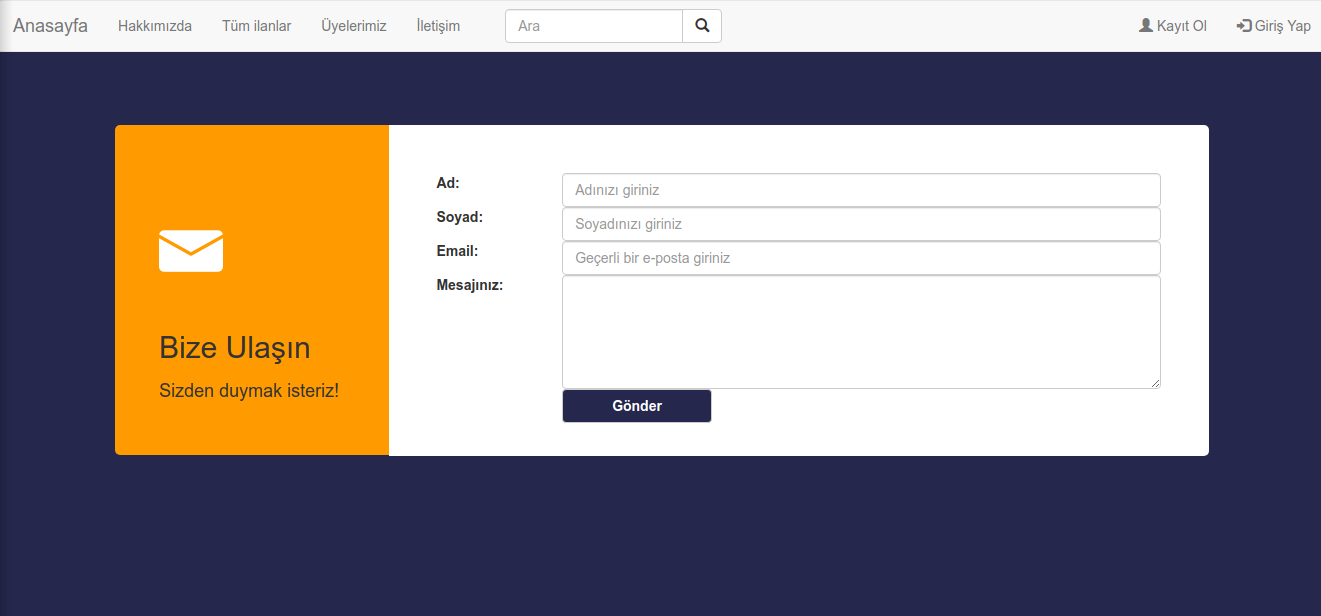 Anasayfa Hakkımızda Tüm ilanlar Üyelerimiz İletişim Ara Kayıt Ol Giriş Yap
Bize Ulaşın
Sizden duymak isteriz!
Ad: Adınızı giriniz
Soyad: Soyadınızı giriniz
Email: Geçerli bir e-posta giriniz
Mesajınız:
Gönder